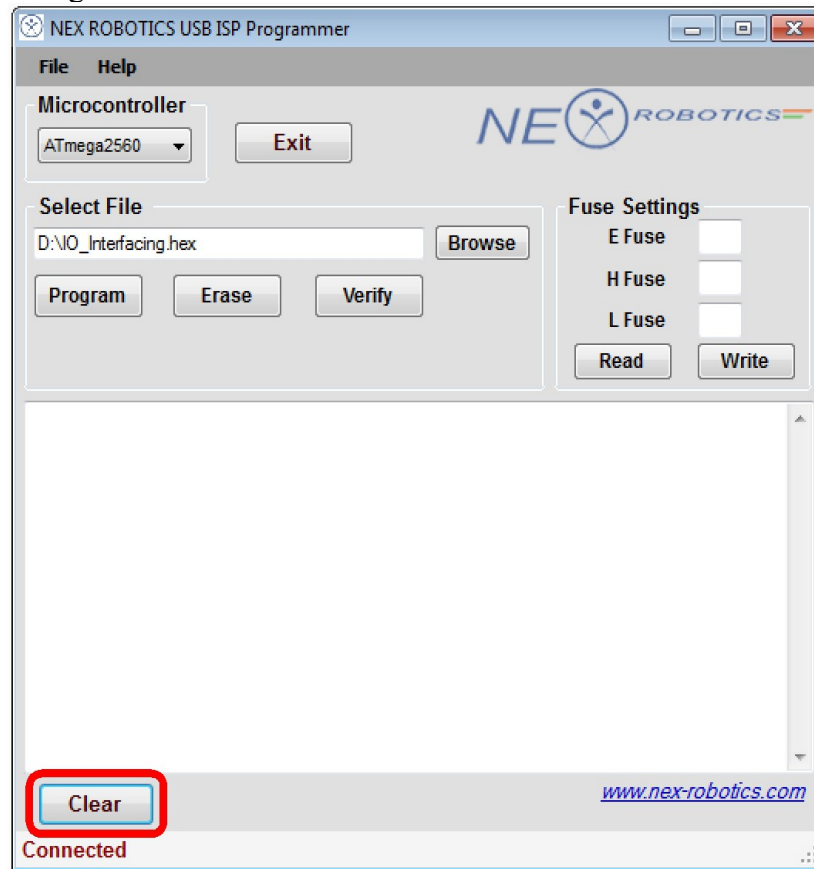 NEX ROBOTICS USB ISP Programmer
File Help
Microcontroller
ATmega2560
Exit
NEX ROBOTICS
Select File
D:\IO_Interfacing.hex
Browse
Program Erase Verify
Fuse Settings
E Fuse
H Fuse
L Fuse
Read Write
Clear
www.nex-robotics.com
Connected